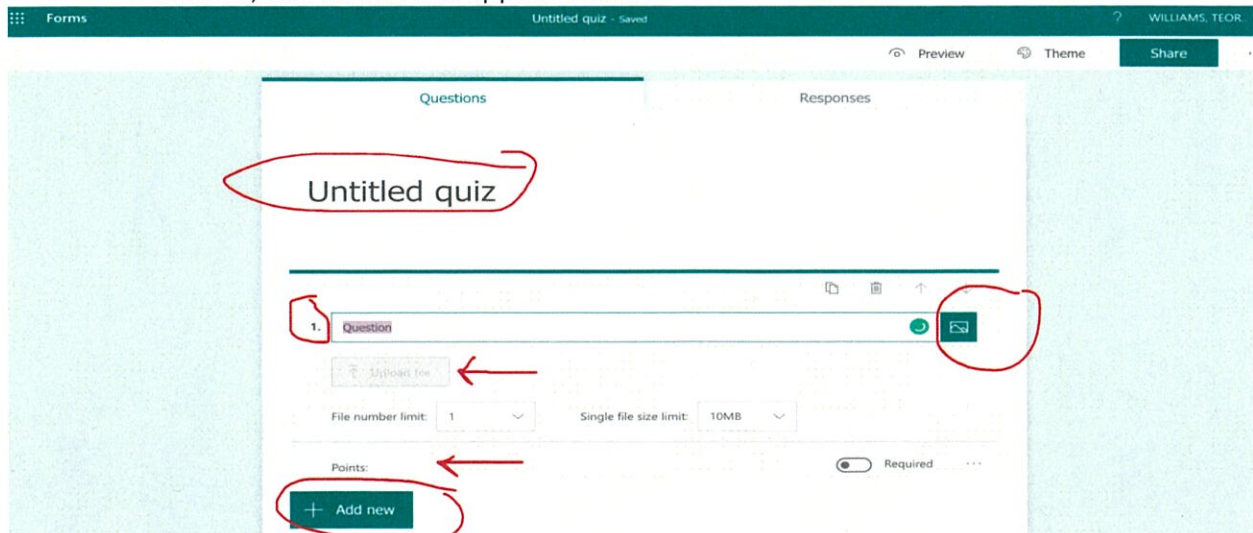 Forms Untitled quiz - Saved ? WILLIAMS, TEOR...
Preview Theme Share
Questions Responses
Untitled quiz
1. Question
Upload file
File number limit: 1 Single file size limit: 10MB
Points: Required ...
+ Add new